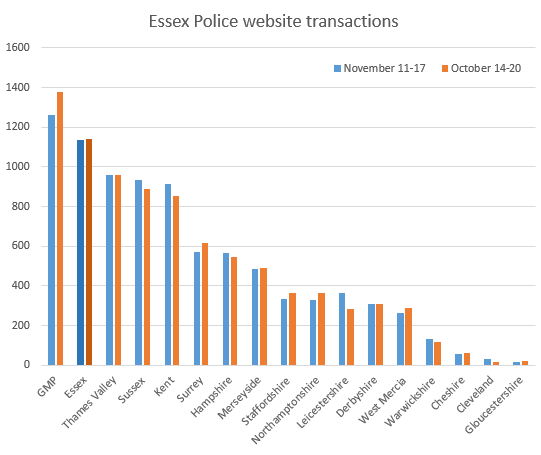 Essex Police website transactions
1600
November 11-17
October 14-20
1400
1200
1000
800
600
400
200
0
GMP
Essex
Thames Valley
Sussex
Kent
Surrey
Hampshire
Merseyside
Staffordshire
Northamptonshire
Leicestershire
Derbyshire
West Mercia
Warwickshire
Cheshire
Cleveland
Gloucestershire